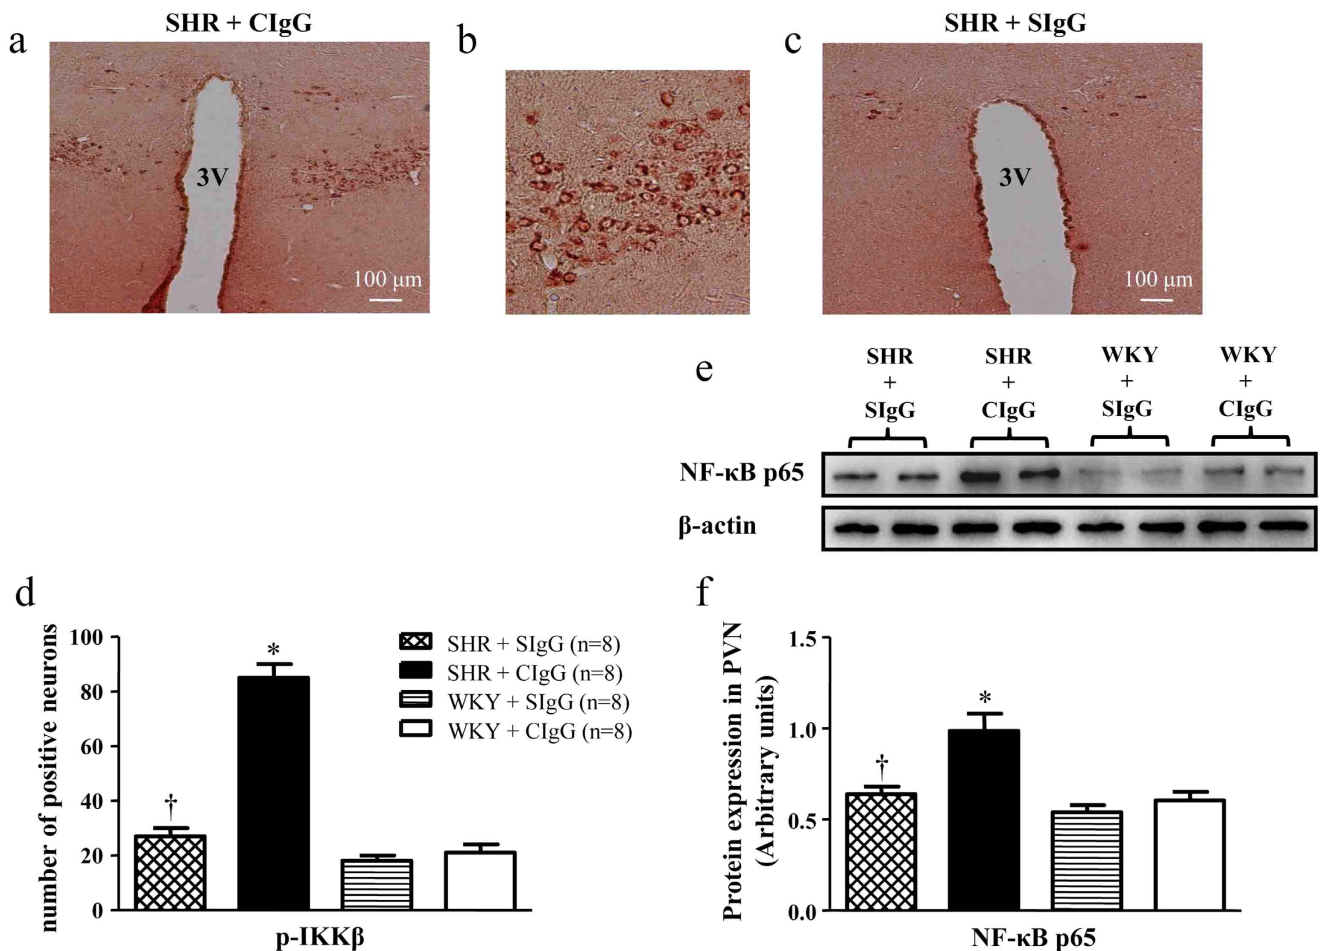 SHR + CIgG
SHR + SIgG
a
b
c
3V
100 µm
3V
100 µm
e
SHR
+
SIgG
SHR
+
CIgG
WKY
+
SIgG
WKY
+
CIgG
NF-κB p65
β-actin
d
number of positive neurons
100
80
60
40
20
0
†
*
SHR + SIgG (n=8)
SHR + CIgG (n=8)
WKY + SIgG (n=8)
WKY + CIgG (n=8)
p-IKKβ
f
Protein expression in PVN
(Arbitrary units)
1.5
1.0
0.5
0.0
†
*
NF-κB p65